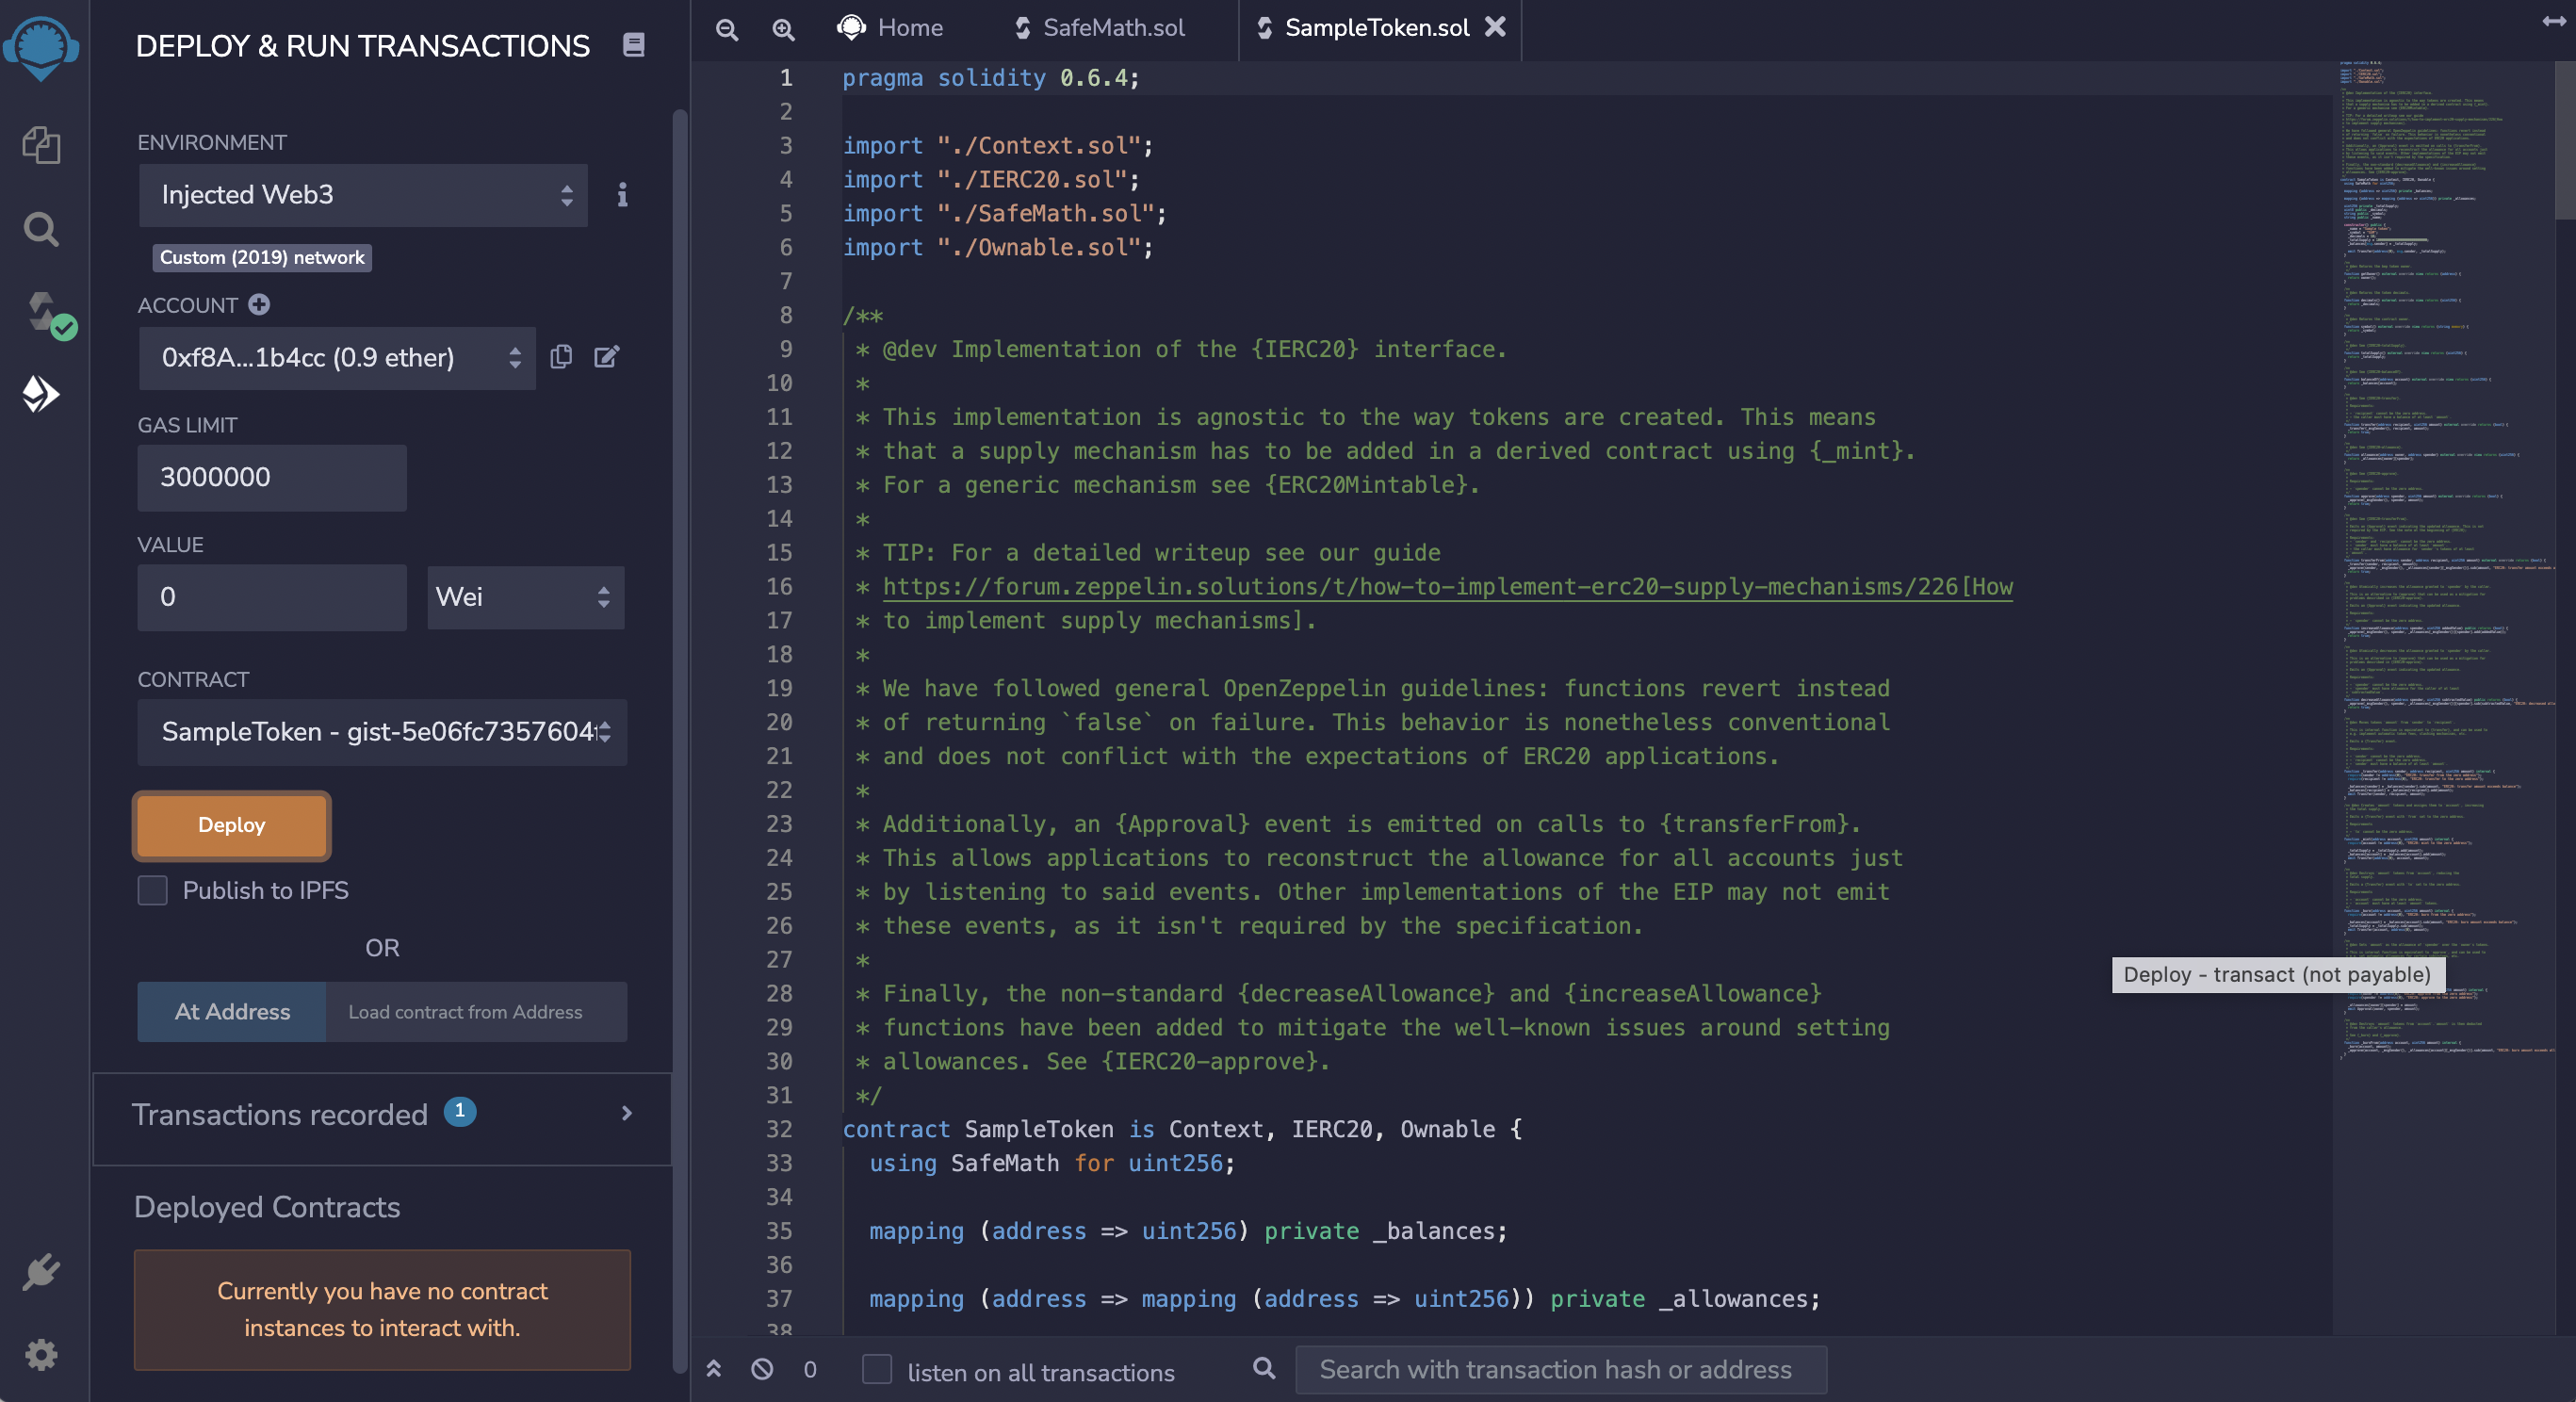 DEPLOY & RUN TRANSACTIONS
ENVIRONMENT
Injected Web3
Custom (2019) network
ACCOUNT
0xf8A...1b4cc (0.9 ether)
GAS LIMIT
3000000
VALUE
0
Wei
CONTRACT
SampleToken - gist-5e06fc7357604
Deploy
Publish to IPFS
OR
At Address
Load contract from Address
Transactions recorded 1
Deployed Contracts
Currently you have no contract
instances to interact with.
Home
SafeMath.sol
SampleToken.sol
1 pragma solidity 0.6.4;
2
3 import "./Context.sol";
4 import "./IERC20.sol";
5 import "./SafeMath.sol";
6 import "./Ownable.sol";
7
8 /**
9 * @dev Implementation of the {IERC20} interface.
10 *
11 * This implementation is agnostic to the way tokens are created. This means
12 * that a supply mechanism has to be added in a derived contract using {_mint}.
13 * For a generic mechanism see {ERC20Mintable}.
14 *
15 * TIP: For a detailed writeup see our guide
16 * https://forum.zeppelin.solutions/t/how-to-implement-erc20-supply-mechanisms/226[How
17 * to implement supply mechanisms].
18 *
19 * We have followed general OpenZeppelin guidelines: functions revert instead
20 * of returning `false` on failure. This behavior is nonetheless conventional
21 * and does not conflict with the expectations of ERC20 applications.
22 *
23 * Additionally, an {Approval} event is emitted on calls to {transferFrom}.
24 * This allows applications to reconstruct the allowance for all accounts just
25 * by listening to said events. Other implementations of the EIP may not emit
26 * these events, as it isn't required by the specification.
27 *
28 * Finally, the non-standard {decreaseAllowance} and {increaseAllowance}
29 * functions have been added to mitigate the well-known issues around setting
30 * allowances. See {IERC20-approve}.
31 */
32 contract SampleToken is Context, IERC20, Ownable {
33 using SafeMath for uint256;
34
35 mapping (address => uint256) private _balances;
36
37 mapping (address => mapping (address => uint256)) private _allowances;
38
Deploy - transact (not payable)
0
listen on all transactions
Search with transaction hash or address